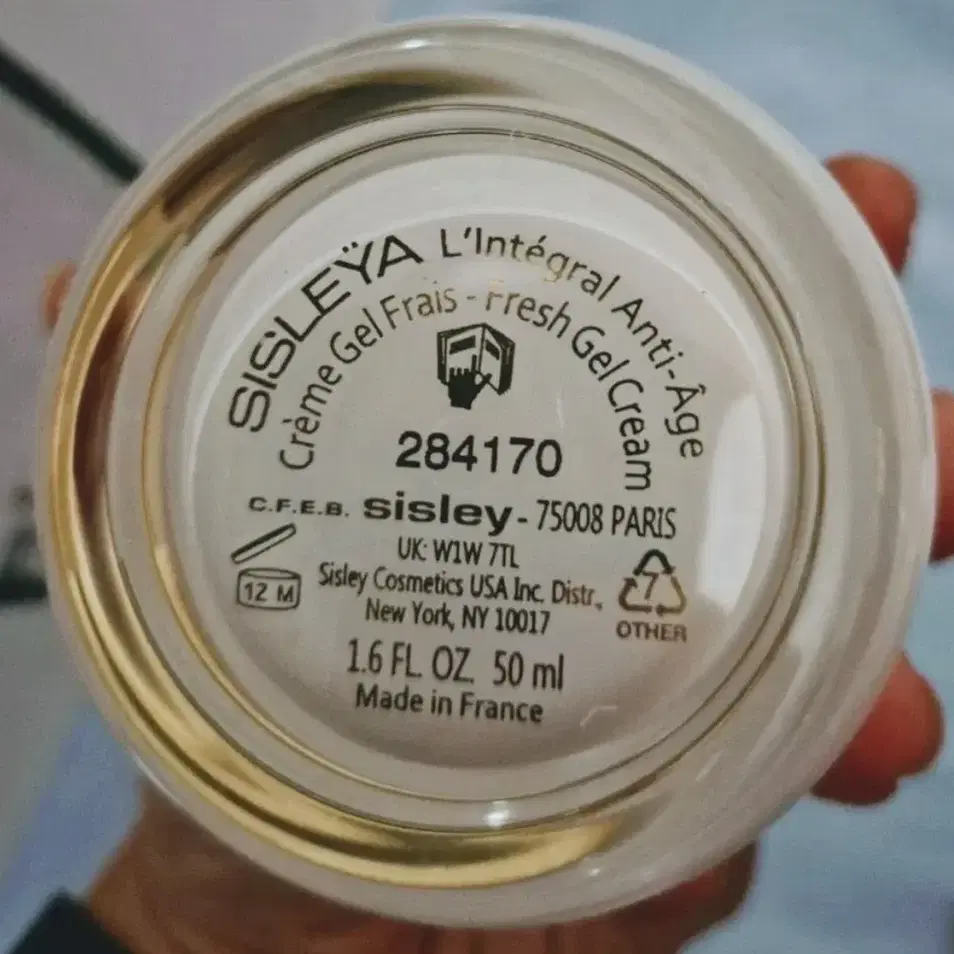 SISLEŸA L'Intégral Anti-Âge
Crème Gel Frais - Fresh Gel Cream
284170
C.F.E.B. sisley - 75008 PARIS
UK: W1W 7TL
12 M
Sisley Cosmetics USA Inc. Distr.,
New York, NY 10017
7
OTHER
1.6 FL. OZ. 50 ml
Made in France